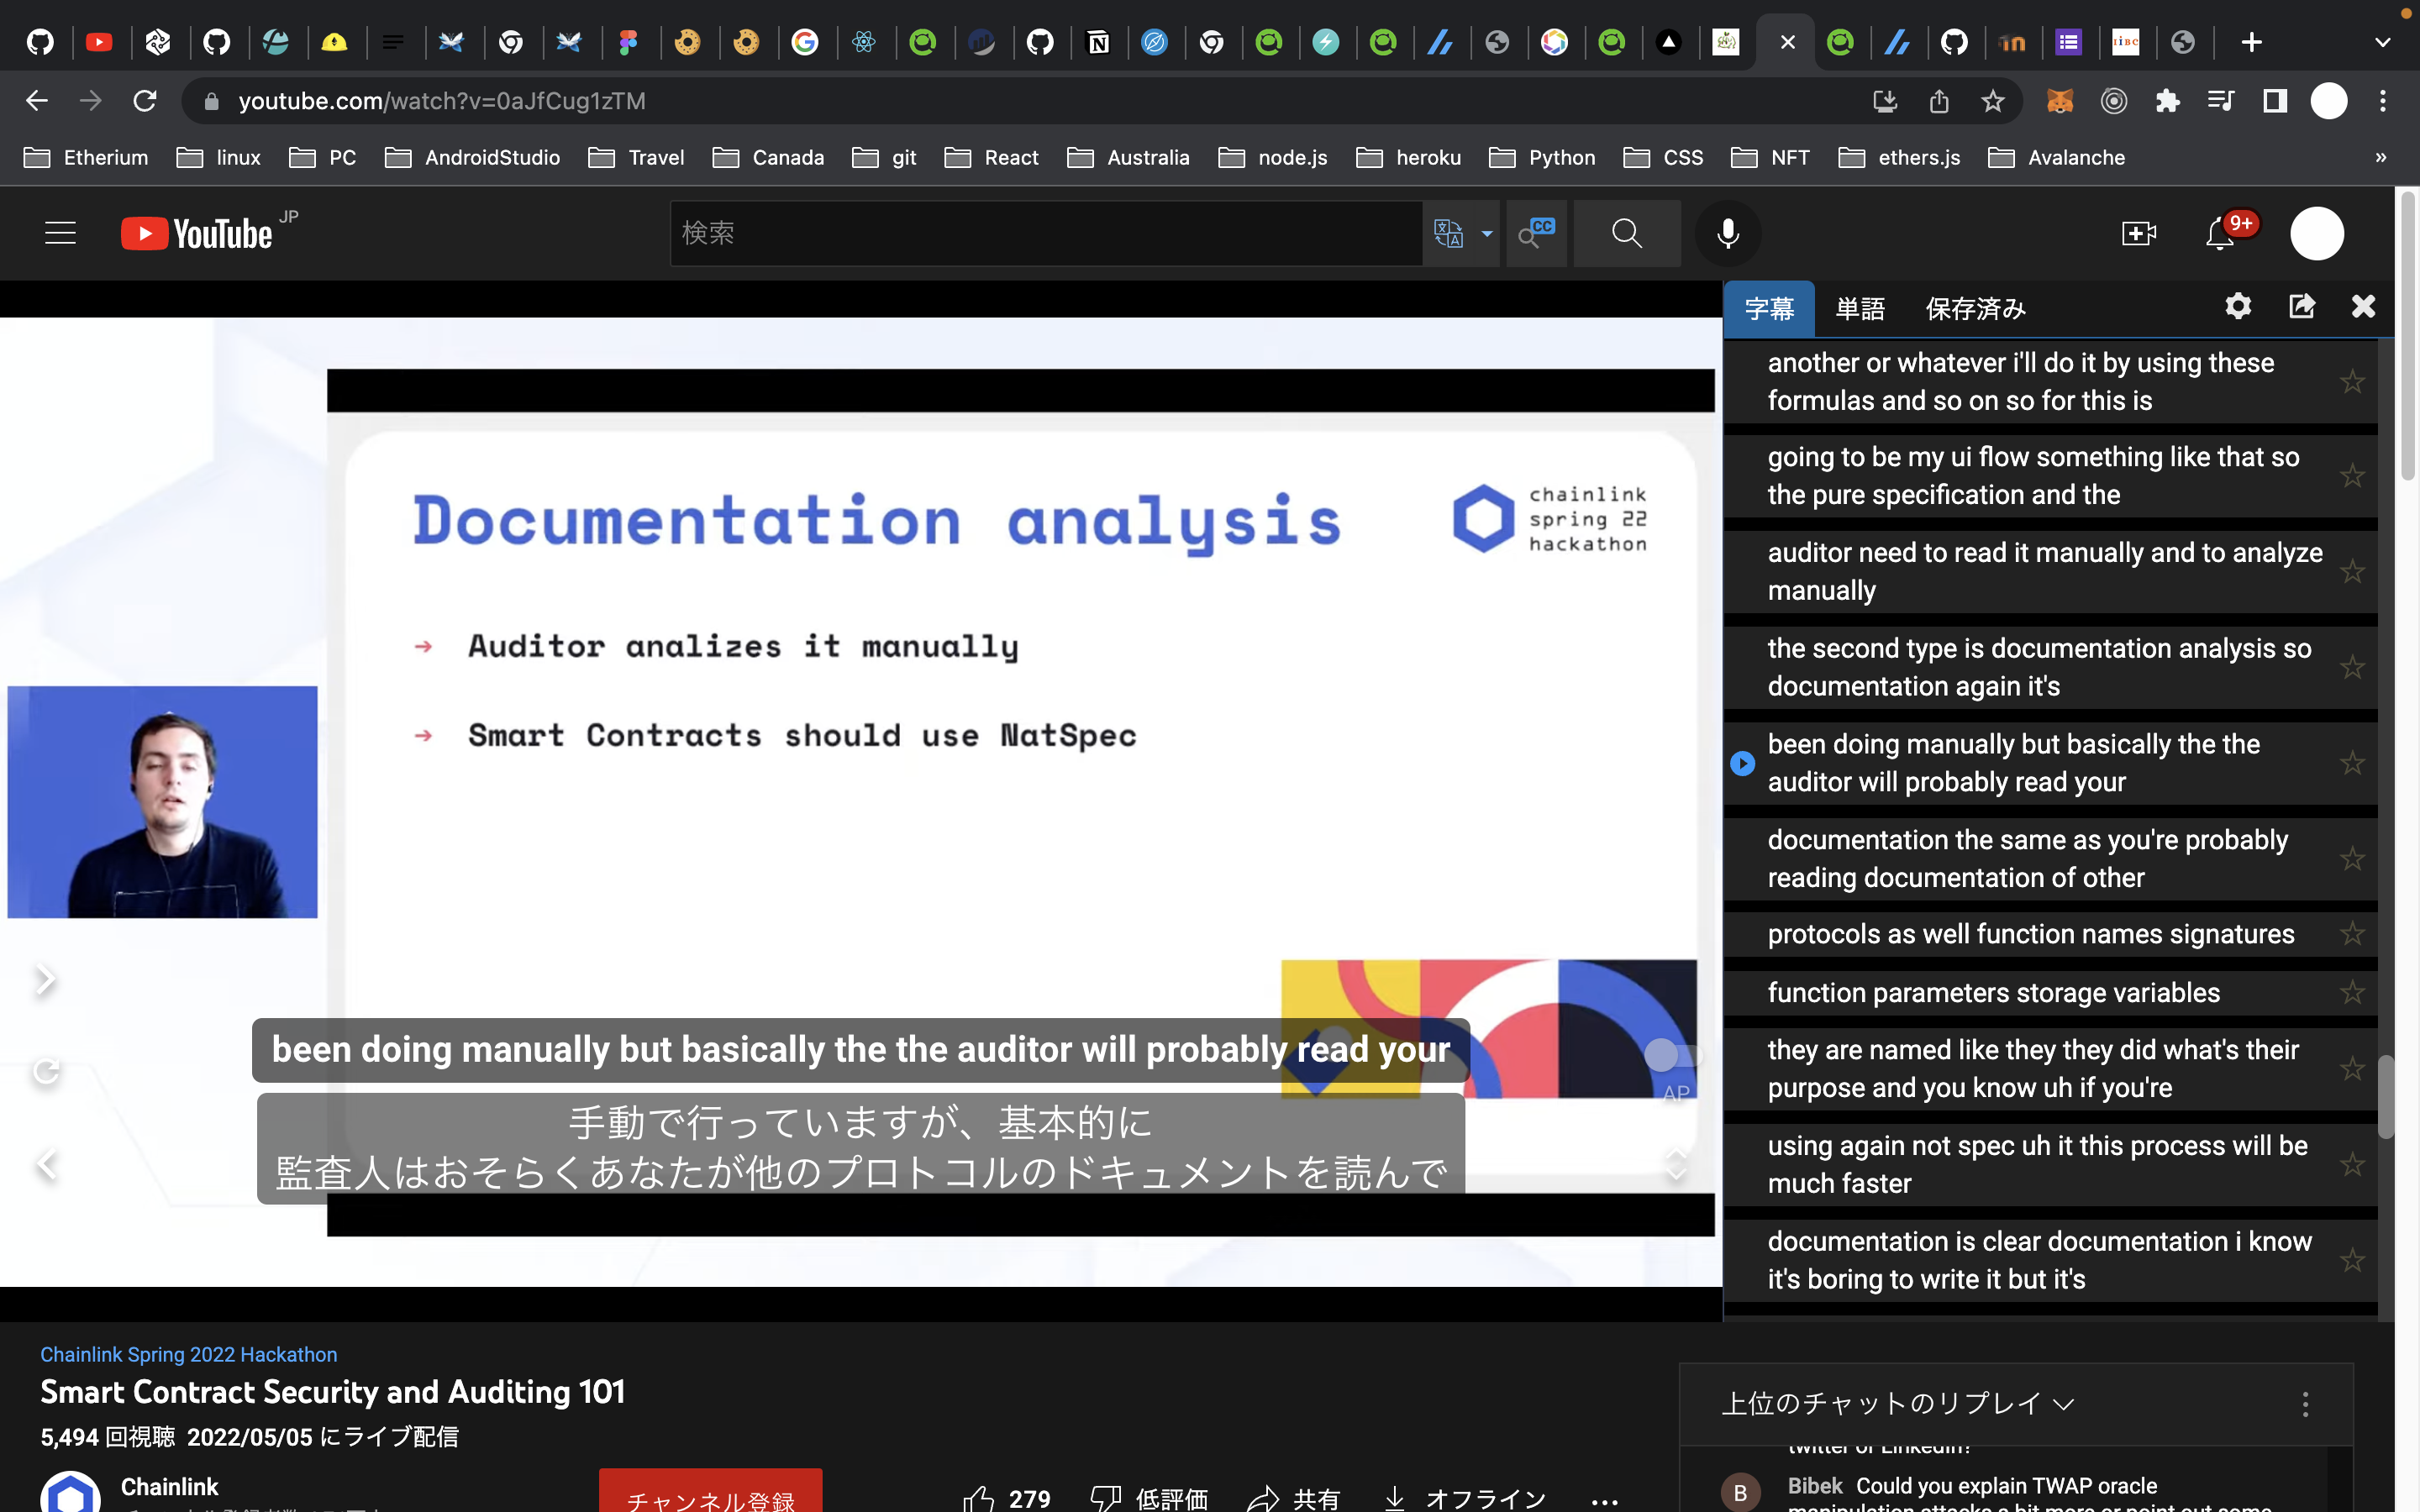 youtube.com/watch?v=0aJfCug1zTM
Etherium linux PC AndroidStudio Travel Canada git React Australia node.js heroku Python CSS NFT ethers.js Avalanche »
YouTube JP
検索
9+
字幕 単語 保存済み
another or whatever i'll do it by using these
formulas and so on so for this is
going to be my ui flow something like that so
the pure specification and the
auditor need to read it manually and to analyze
manually
the second type is documentation analysis so
documentation again it's
been doing manually but basically the the
auditor will probably read your
documentation the same as you're probably
reading documentation of other
protocols as well function names signatures
function parameters storage variables
they are named like they they did what's their
purpose and you know uh if you're
using again not spec uh it this process will be
much faster
documentation is clear documentation i know
it's boring to write it but it's
Documentation analysis
chainlink
spring 22
hackathon
→ Auditor analizes it manually
→ Smart Contracts should use NatSpec
been doing manually but basically the the auditor will probably read your
手動で行っていますが、基本的に
監査人はおそらくあなたが他のプロトコルのドキュメントを読んで
AP
Chainlink Spring 2022 Hackathon
Smart Contract Security and Auditing 101
5,494 回視聴 2022/05/05 にライブ配信
Chainlink
チャンネル登録
279 低評価 共有 オフライン
上位のチャットのリプレイ
twitter or LinkedIn?
B Bibek Could you explain TWAP oracle
manipulation attacks a bit more or point out some